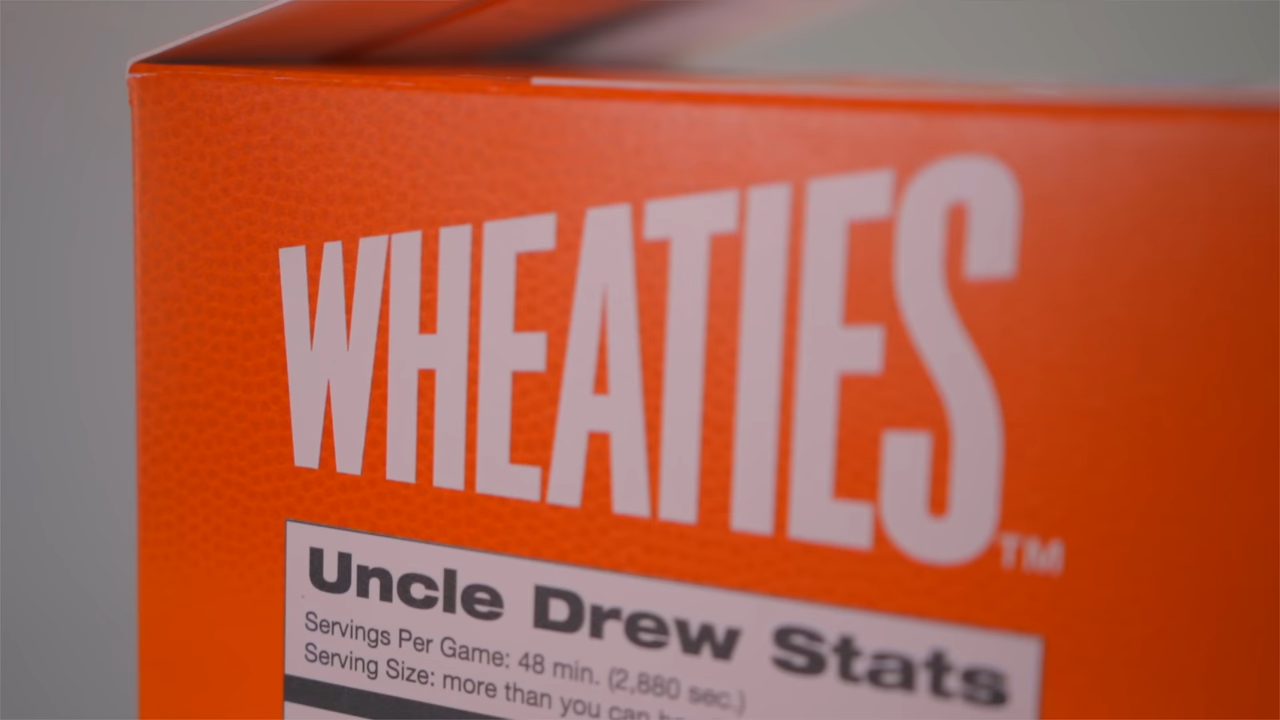 WHEATIES™
Uncle Drew Stats
Servings Per Game: 48 min. (2,880 sec.)
Serving Size: more than you can